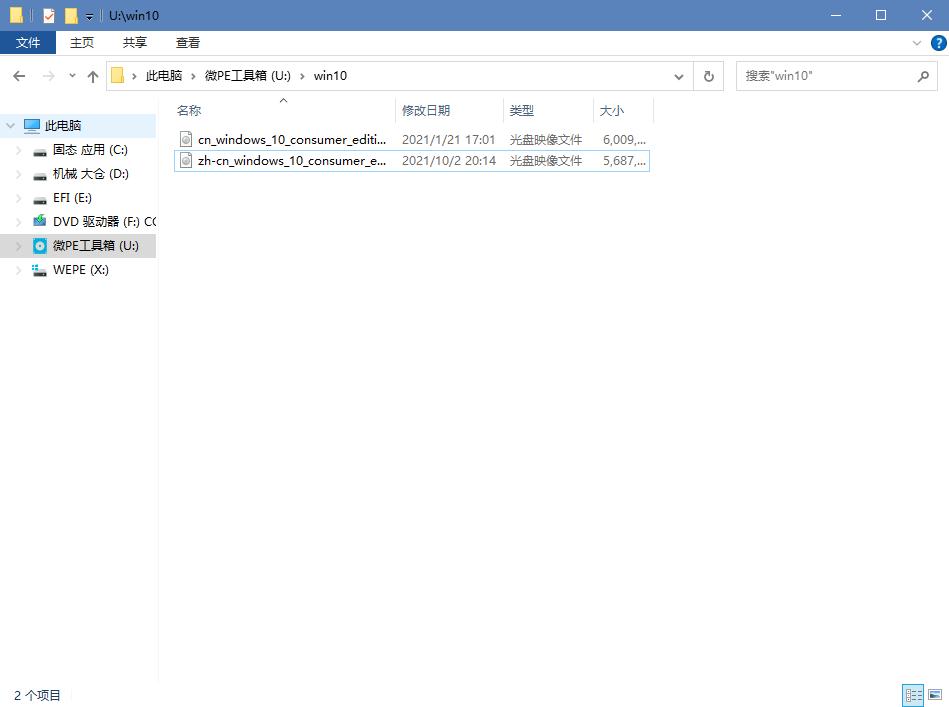 U:\win10
文件 主页 共享 查看
此电脑 微PE工具箱 (U:) win10
搜索"win10"
名称 修改日期 类型 大小
cn_windows_10_consumer_editi... 2021/1/21 17:01 光盘映像文件 6,009,...
zh-cn_windows_10_consumer_e... 2021/10/2 20:14 光盘映像文件 5,687,...
此电脑
固态 应用 (C:)
机械 大仓 (D:)
EFI (E:)
DVD 驱动器 (F:) CC
微PE工具箱 (U:)
WEPE (X:)
2 个项目